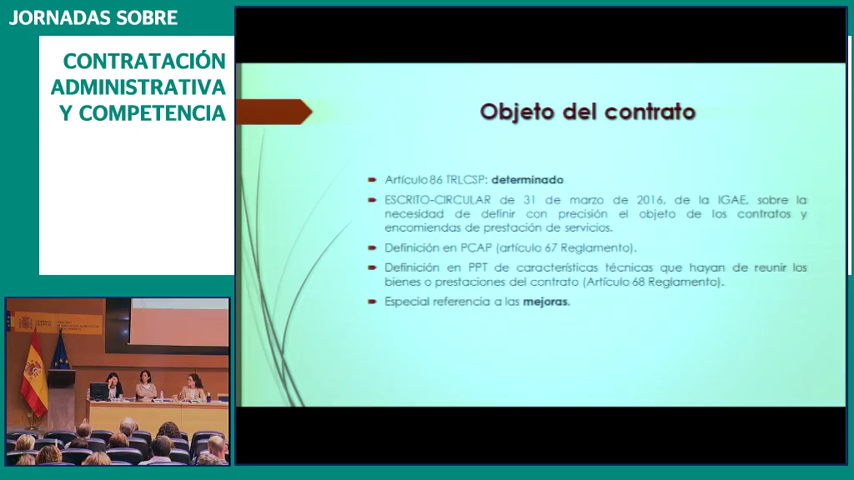 JORNADAS SOBRE
CONTRATACIÓN
ADMINISTRATIVA
Y COMPETENCIA
Objeto del contrato
Artículo 86 TRLCSP: determinado
ESCRITO-CIRCULAR de 31 de marzo de 2016, de la IGAE, sobre la
necesidad de definir con precisión el objeto de los contratos y
encomiendas de prestación de servicios.
Definición en PCAP (artículo 67 Reglamento).
Definición en PPT de características técnicas que hayan de reunir los
bienes o prestaciones del contrato (Artículo 68 Reglamento).
Especial referencia a las mejoras.